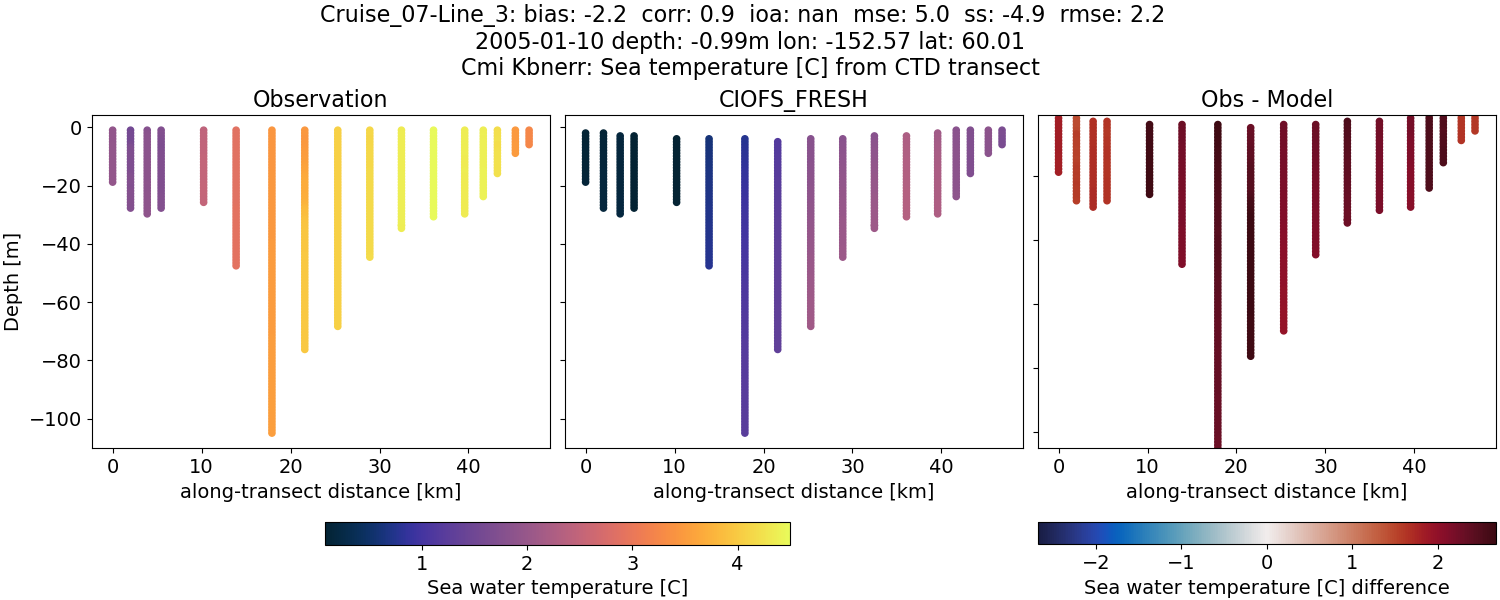 Cruise_07-Line_3: bias: -2.2  corr: 0.9  ioa: nan  mse: 5.0  ss: -4.9  rmse: 2.2
2005-01-10 depth: -0.99m lon: -152.57 lat: 60.01
Cmi Kbnerr: Sea temperature [C] from CTD transect
Observation
CIOFS_FRESH
Obs - Model
Depth [m]
0
−20
−40
−60
−80
−100
0 10 20 30 40
0 10 20 30 40
0 10 20 30 40
along-transect distance [km]
along-transect distance [km]
along-transect distance [km]
1 2 3 4
Sea water temperature [C]
−2 −1 0 1 2
Sea water temperature [C] difference